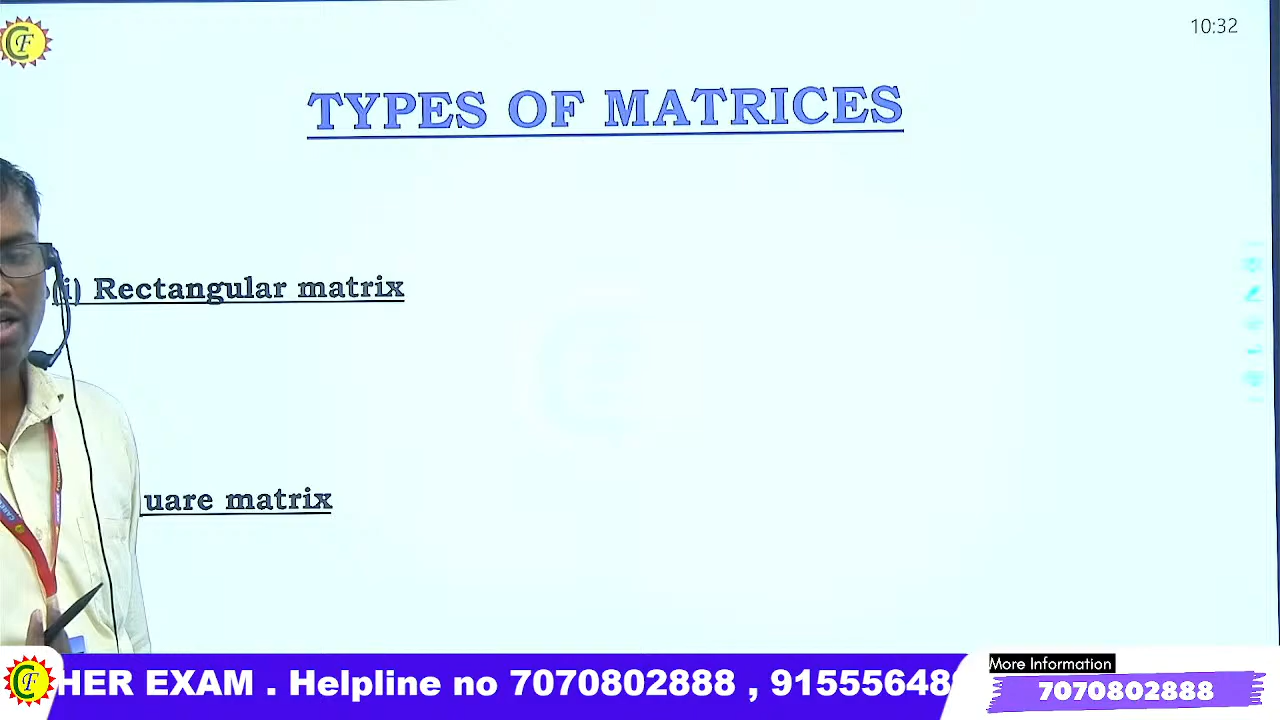 10:32
TYPES OF MATRICES
(i) Rectangular matrix
uare matrix
HER EXAM . Helpline no 7070802888 , 91555648
More Information
7070802888